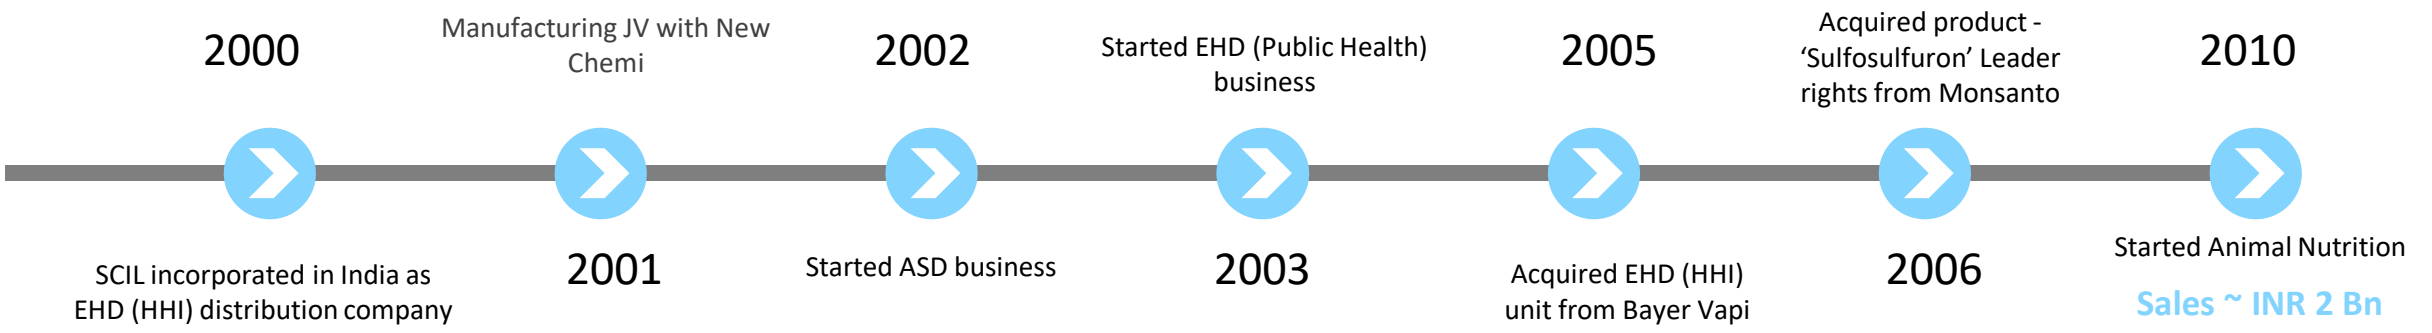 2000
SCIL incorporated in India as
EHD (HHI) distribution company
Manufacturing JV with New
Chemi
2001
2002
Started ASD business
Started EHD (Public Health)
business
2003
2005
Acquired EHD (HHI)
unit from Bayer Vapi
Acquired product -
‘Sulfosulfuron’ Leader
rights from Monsanto
2006
2010
Started Animal Nutrition
Sales ~ INR 2 Bn